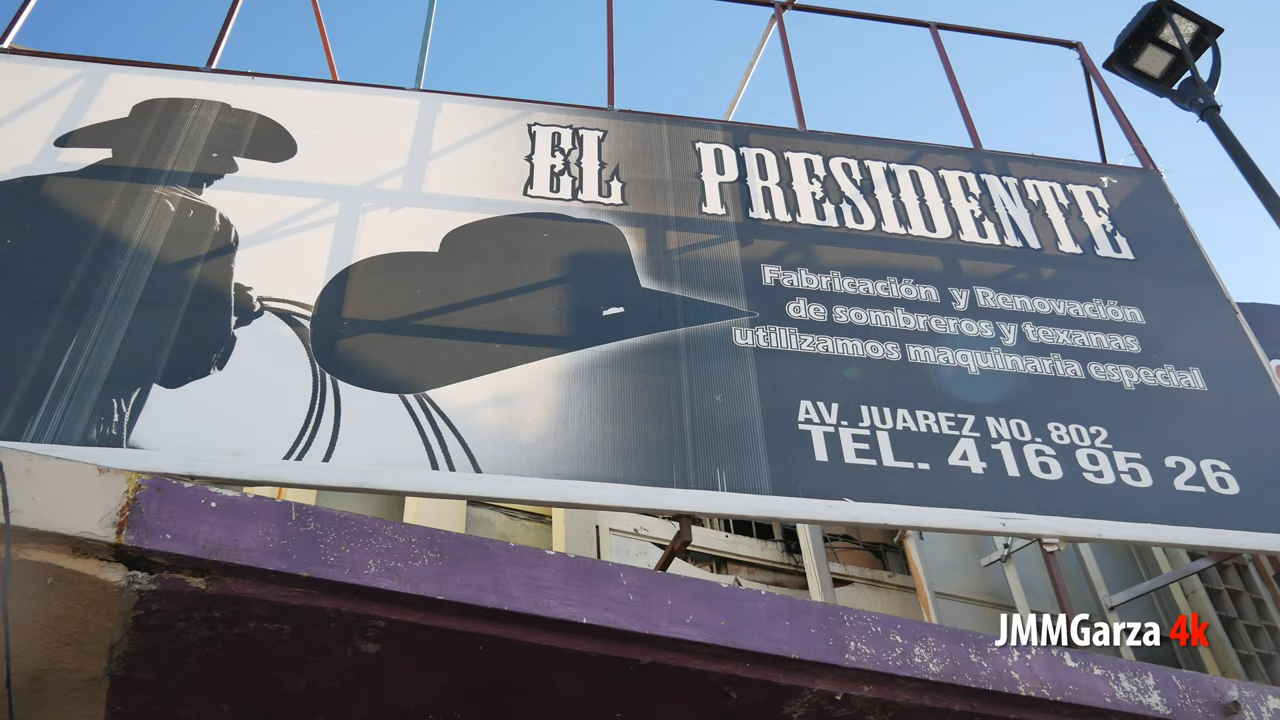 EL PRESIDENTE
Fabricación y Renovación
de sombreros y texanas
utilizamos maquinaria especial
AV. JUAREZ NO. 802
TEL. 416 95 26
JMMGarza 4k